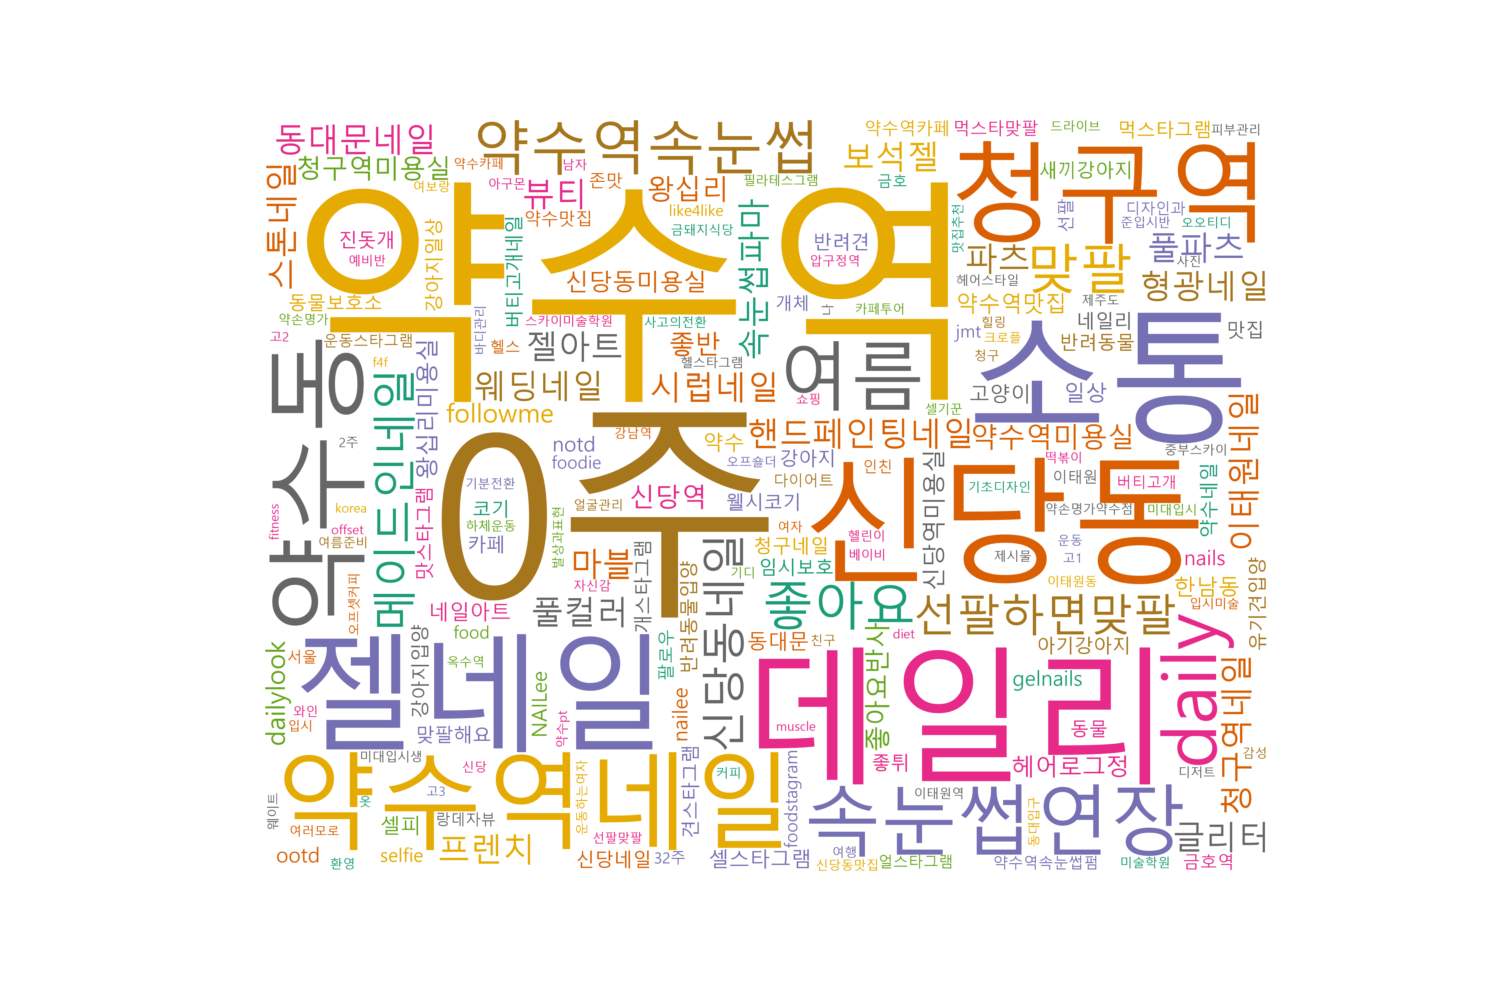 동대문네일
약수역속눈썹
약수역카페
먹스타맞팔
드라이브
먹스타그램
피부관리
청구역미용실
약수카페
남자
보석젤
청구역
새끼강아지
스톤네일
여보랑
아구몬
뷰티
존맛
왕십리
필라테스그램
금호
약수역
약수맛집
like4like
금돼지식당
속눈썹파마
맛집추천
선팔
디자인과
준입시반
오오티디
진돗개
예비반
강아지일상
버티고개네일
신당동미용실
반려견
압구정역
파츠
맞팔
풀파츠
사진
형광네일
헤어스타일
동물보호소
약손명가
고2
운동스타그램
바디관리
스카이미술학원
사고의전환
개체
나
카페투어
약수역맛집
제주도
힐링
jmt
크로플
네일리
맛집
헬스
젤아트
좋반
헬스타그램
여름
청구
반려동물
소통
약수동
f4f
메이드인네일
왕십리미용실
웨딩네일
시럽네일
쇼핑
고양이
일상
followme
셀기꾼
0주
강남역
약수
핸드페인팅네일
약수역미용실
이태원네일
2주
notd
foodie
오프숄더
강아지
인친
신당역미용실
떡볶이
중부스카이
맛스타그램
기분전환
코기
하체운동
카페
얼굴관리
발상과표현
신당역
다이어트
웰시코기
신당동
기초디자인
이태원
버티고개
약손명가약수점
미대입시
약수네일
fitness
korea
offset
여름준비
여자
청구네일
헬린이
베이비
운동
고1
제시물
nails
오프셋커피
마블
자신감
개스타그램
반려동물입양
신당동네일
기디
임시보호
이태원동
한남동
입시미술
유기견입양
네일아트
풀컬러
좋아요
선팔하면맞팔
dailylook
서울
강아지입양
food
옥수역
팔로우
동대문
친구
좋아요반사
diet
아기강아지
daily
청구역네일
젤네일
데일리
gelnails
와인
입시
맞팔해요
NAILee
약수pt
nailee
muscle
동물
미대입시생
신당
견스타그램
커피
foodstagram
좋튀
헤어로그정
디저트
감성
웨이트
약수역네일
옷
고3
운동하는여자
이태원역
속눈썹연장
동대입구
글리터
여러모로
셀피
랑데자뷰
선팔맞팔
ootd
환영
selfie
프렌치
신당네일
32주
셀스타그램
여행
신당동맛집
얼스타그램
약수역속눈썹펌
미술학원
금호역